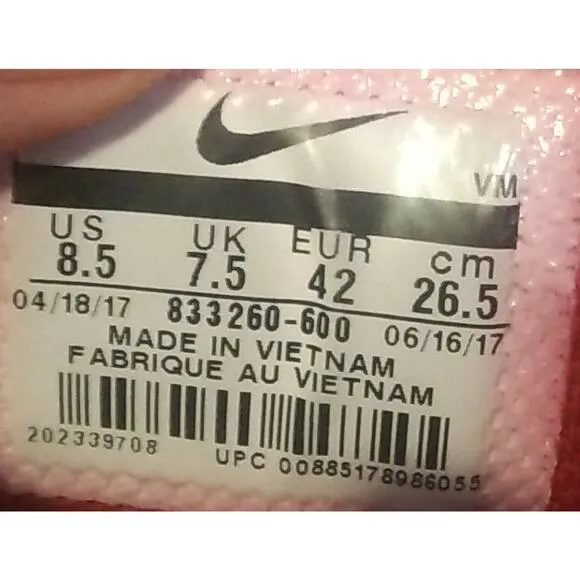 VM
US UK EUR cm
8.5 7.5 42 26.5
04/18/17 833260-600 06/16/17
MADE IN VIETNAM
FABRIQUE AU VIETNAM
202339708 UPC 00885178986055